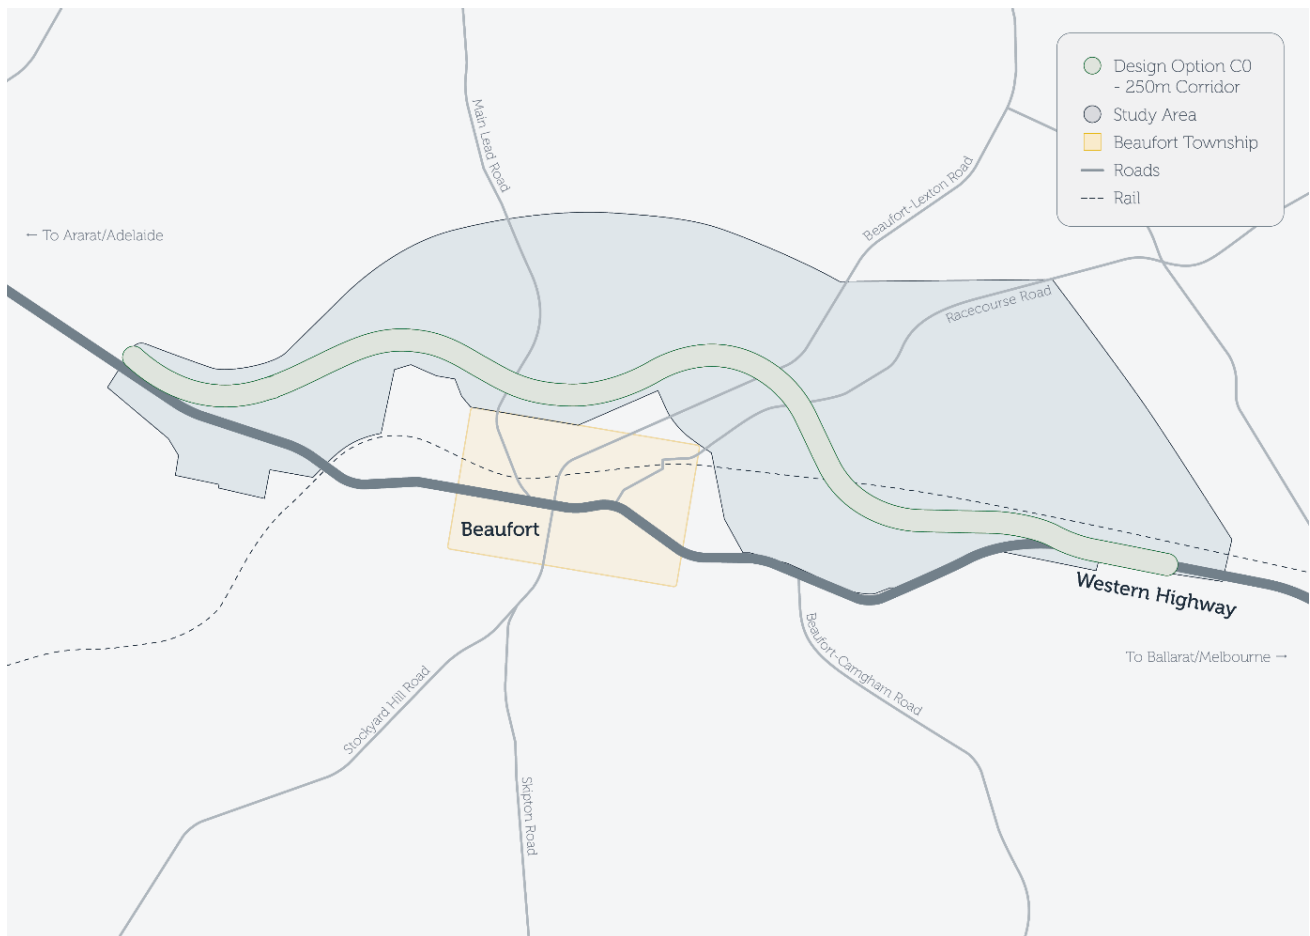 Design Option C0
- 250m Corridor
Study Area
Beaufort Township
Roads
Rail
Main Lead Road
Beaufort-Lexton Road
← To Ararat/Adelaide
Racecourse Road
Beaufort
Western Highway
To Ballarat/Melbourne →
Beaufort-Carngham Road
Stockyard Hill Road
Skipton Road